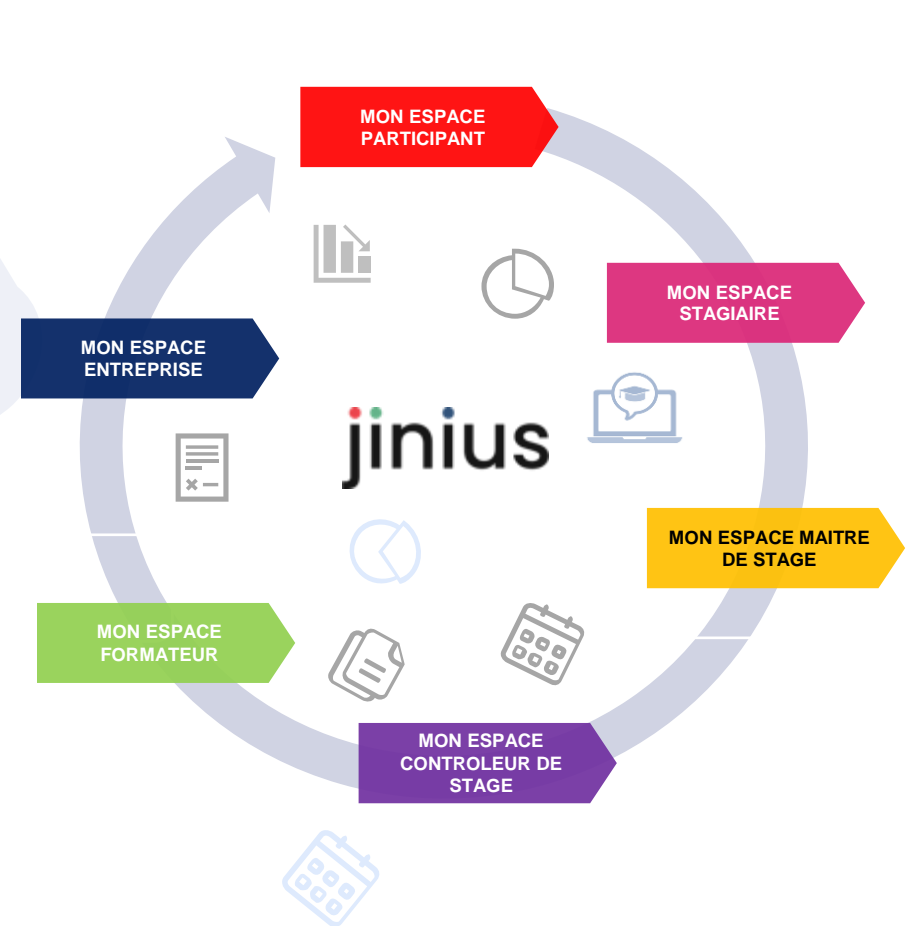 MON ESPACE
PARTICIPANT
MON ESPACE
STAGIAIRE
MON ESPACE
ENTREPRISE
jinius
MON ESPACE MAITRE
DE STAGE
MON ESPACE
FORMATEUR
MON ESPACE
CONTROLEUR DE
STAGE